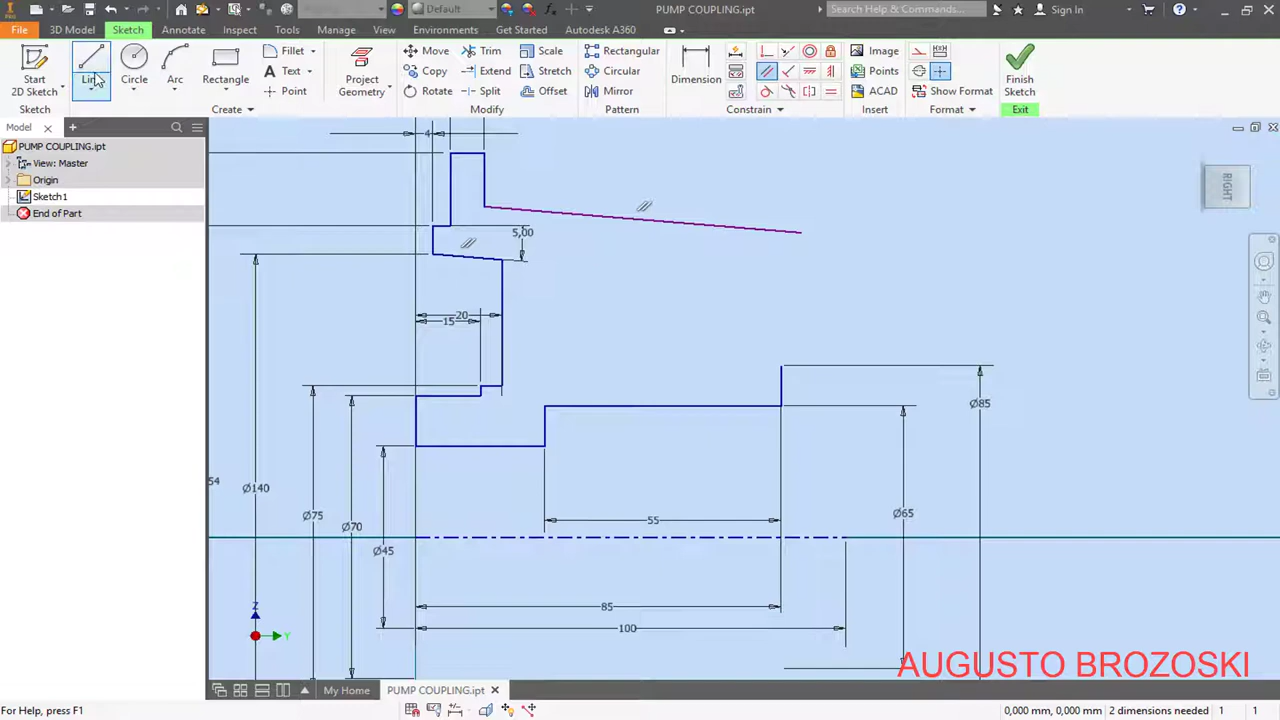 Default
PUMP COUPLING.ipt
Search Help & Commands...
Sign In
File
3D Model
Sketch
Annotate
Inspect
Tools
Manage
View
Environments
Get Started
Autodesk A360
Start
2D Sketch
Line
Circle
Arc
Rectangle
Fillet
Text
Point
Project
Geometry
Move
Copy
Rotate
Trim
Extend
Split
Scale
Stretch
Offset
Rectangular
Circular
Mirror
Dimension
Image
Points
ACAD
Show Format
Finish
Sketch
Sketch
Create
Modify
Pattern
Constrain
Insert
Format
Exit
Model
PUMP COUPLING.ipt
View: Master
Origin
Sketch1
End of Part
RIGHT
4
5,00
20
15
Ø85
54
Ø140
Ø75
Ø70
Ø45
55
Ø65
85
100
Z
Y
AUGUSTO BROZOSKI
My Home
PUMP COUPLING.ipt
For Help, press F1
0,000 mm, 0,000 mm
2 dimensions needed
1
1